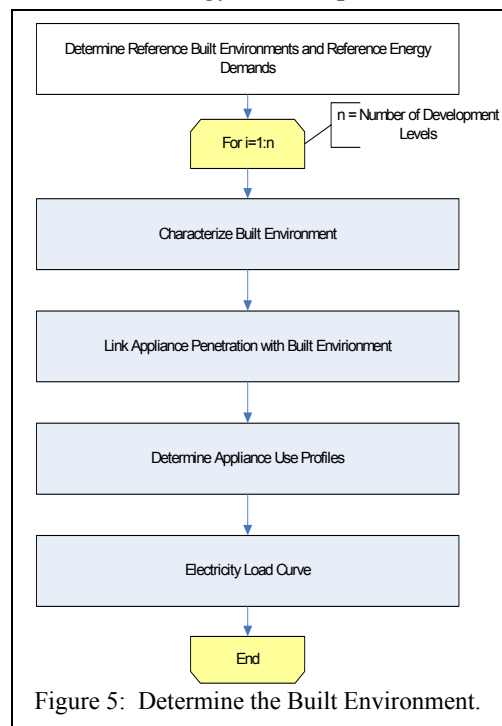 Determine Reference Built Environments and Reference Energy
Demands
n = Number of Development
Levels
For i=1:n
Characterize Built Environment
Link Appliance Penetration with Built Envirionment
Determine Appliance Use Profiles
Electricity Load Curve
End
Figure 5:  Determine the Built Environment.